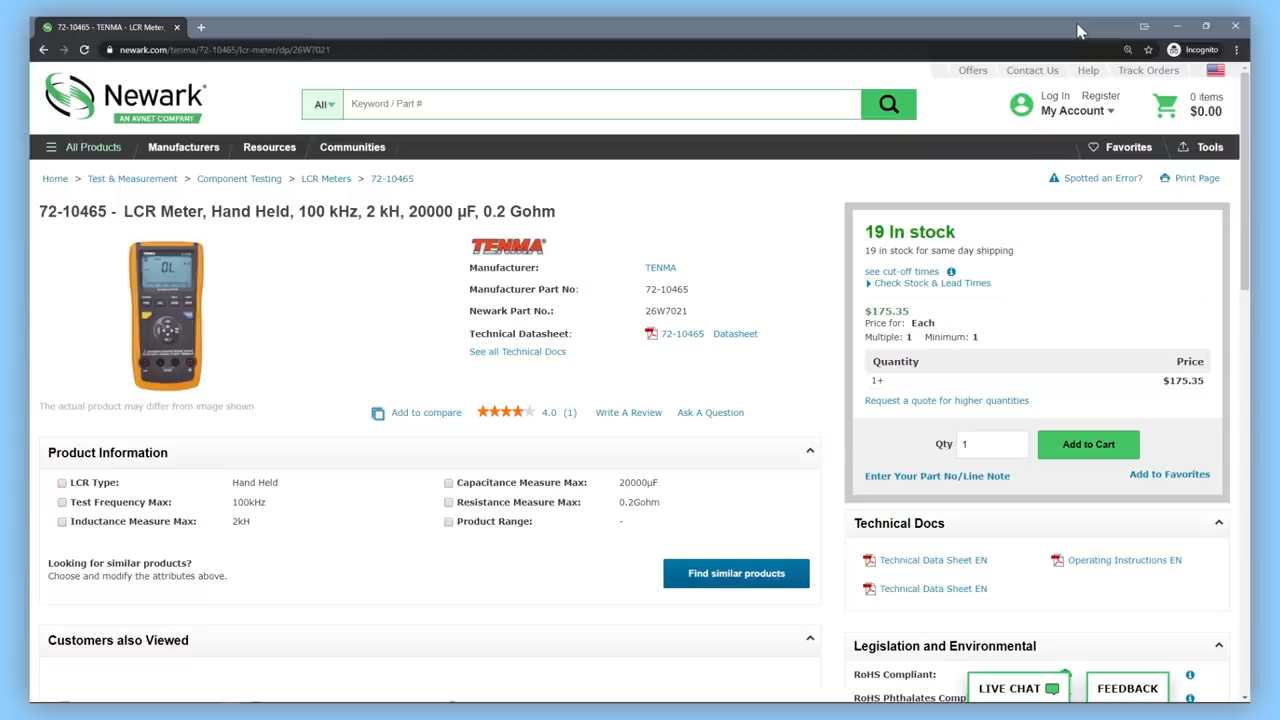 72-10465 - TENMA - LCR Meter,
newark.com/tenma/72-10465/lcr-meter/dp/26W7021
Incognito
Offers
Contact Us
Help
Track Orders
Newark
AN AVNET COMPANY
All
Keyword / Part #
Log In
Register
My Account
0 items
$0.00
All Products
Manufacturers
Resources
Communities
Favorites
Tools
Home > Test & Measurement > Component Testing > LCR Meters > 72-10465
Spotted an Error?
Print Page
72-10465 - LCR Meter, Hand Held, 100 kHz, 2 kH, 20000 µF, 0.2 Gohm
TENMA
Manufacturer: TENMA
Manufacturer Part No: 72-10465
Newark Part No.: 26W7021
Technical Datasheet: 72-10465 Datasheet
See all Technical Docs
The actual product may differ from image shown
Add to compare
4.0 (1)
Write A Review
Ask A Question
19 In stock
19 in stock for same day shipping
see cut-off times
Check Stock & Lead Times
$175.35
Price for: Each
Multiple: 1 Minimum: 1
Quantity Price
1+ $175.35
Request a quote for higher quantities
Qty 1 Add to Cart
Enter Your Part No/Line Note
Add to Favorites
Product Information
LCR Type: Hand Held
Capacitance Measure Max: 20000µF
Test Frequency Max: 100kHz
Resistance Measure Max: 0.2Gohm
Inductance Measure Max: 2kH
Product Range: -
Looking for similar products?
Choose and modify the attributes above.
Find similar products
Customers also Viewed
Technical Docs
Technical Data Sheet EN
Operating Instructions EN
Technical Data Sheet EN
Legislation and Environmental
RoHS Compliant:
RoHS Phthalates Comp
LIVE CHAT
FEEDBACK